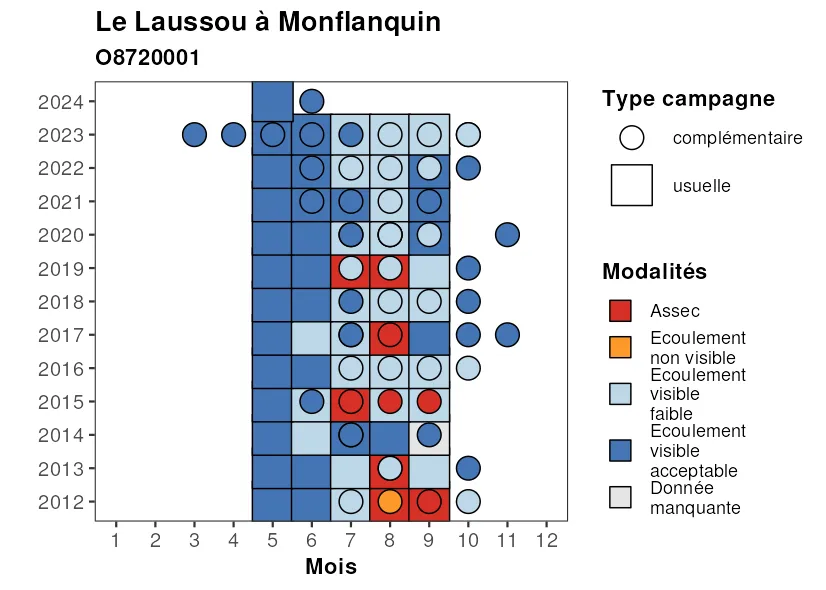 Le Laussou à Monflanquin
O8720001
2024
2023
2022
2021
2020
2019
2018
2017
2016
2015
2014
2013
2012
1 2 3 4 5 6 7 8 9 10 11 12
Mois
Type campagne
complémentaire
usuelle
Modalités
Assec
Ecoulement
non visible
Ecoulement
visible
faible
Ecoulement
visible
acceptable
Donnée
manquante